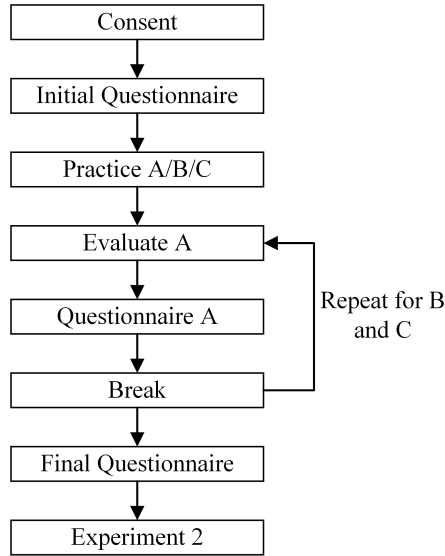 Consent
Initial Questionnaire
Practice A/B/C
Evaluate A
Questionnaire A
Repeat for B
and C
Break
Final Questionnaire
Experiment 2